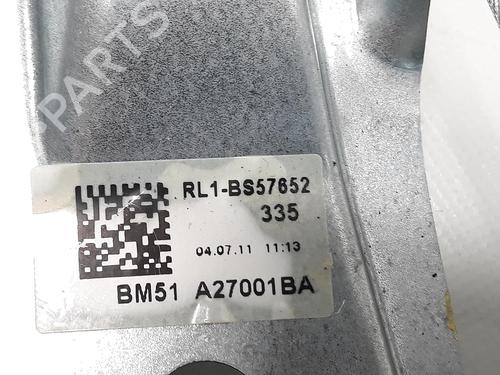 PARTS
RL1-BS57652
335
04.07.11 11:13
BM51 A27001BA